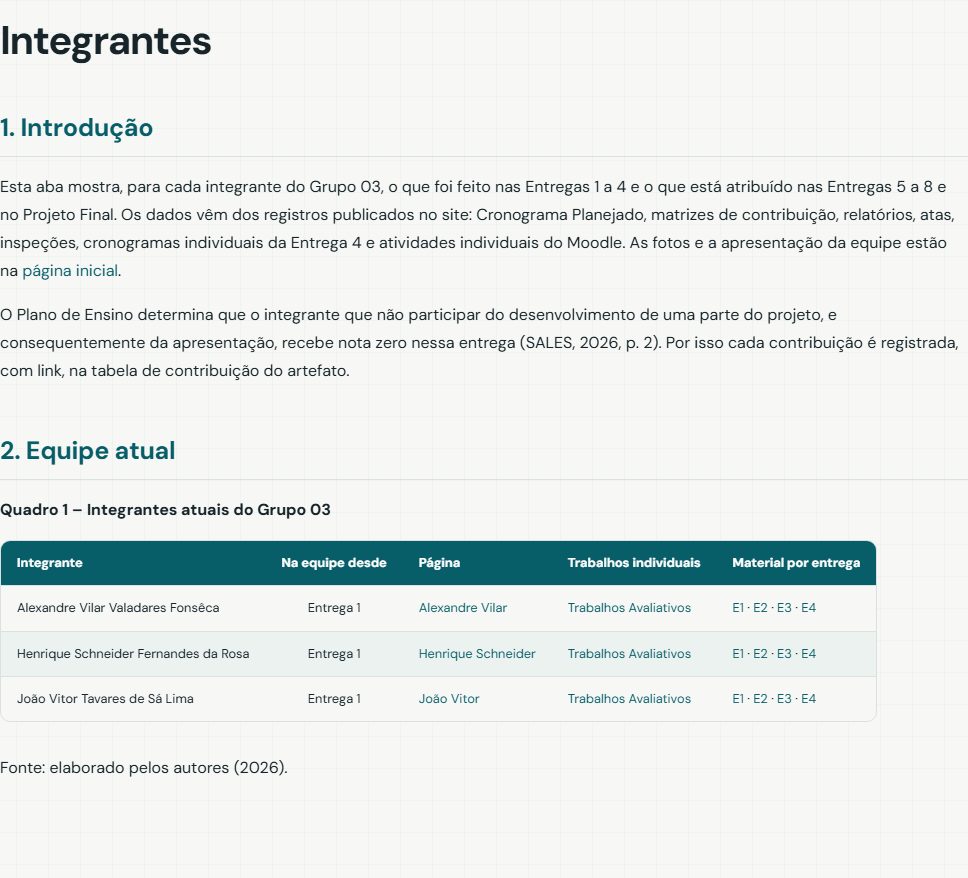 Integrantes
1. Introdução
Esta aba mostra, para cada integrante do Grupo 03, o que foi feito nas Entregas 1 a 4 e o que está atribuído nas Entregas 5 a 8 e
no Projeto Final. Os dados vêm dos registros publicados no site: Cronograma Planejado, matrizes de contribuição, relatórios, atas,
inspeções, cronogramas individuais da Entrega 4 e atividades individuais do Moodle. As fotos e a apresentação da equipe estão
na página inicial.
O Plano de Ensino determina que o integrante que não participar do desenvolvimento de uma parte do projeto, e
consequentemente da apresentação, recebe nota zero nessa entrega (SALES, 2026, p. 2). Por isso cada contribuição é registrada,
com link, na tabela de contribuição do artefato.
2. Equipe atual
Quadro 1 – Integrantes atuais do Grupo 03
Integrante Na equipe desde Página Trabalhos individuais Material por entrega
Alexandre Vilar Valadares Fonsêca Entrega 1 Alexandre Vilar Trabalhos Avaliativos E1 · E2 · E3 · E4
Henrique Schneider Fernandes da Rosa Entrega 1 Henrique Schneider Trabalhos Avaliativos E1 · E2 · E3 · E4
João Vitor Tavares de Sá Lima Entrega 1 João Vitor Trabalhos Avaliativos E1 · E2 · E3 · E4
Fonte: elaborado pelos autores (2026).